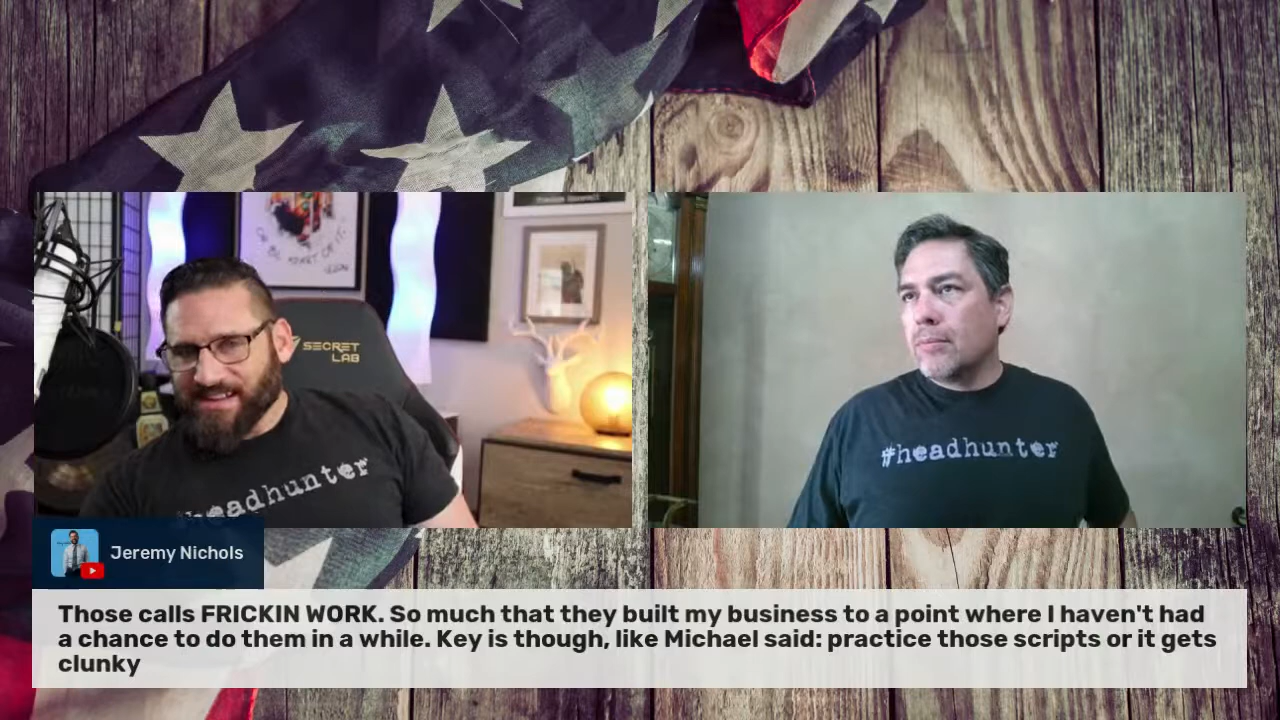 SECRET
LAB
#headhunter
eadhunter
Jeremy Nichols
Those calls FRICKIN WORK. So much that they built my business to a point where I haven't had
a chance to do them in a while. Key is though, like Michael said: practice those scripts or it gets
clunky